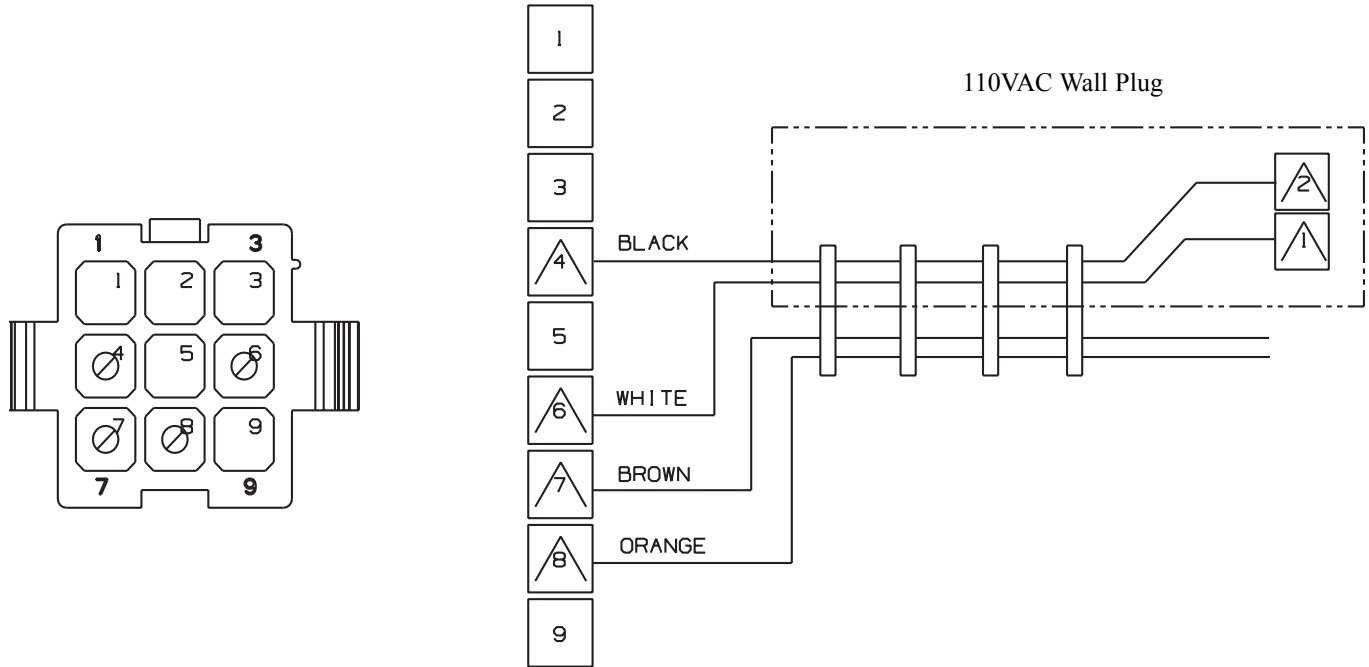 1 3
1 2 3
4 5 6
7 8 9
7 9
1
2
3
4 BLACK
5
6 WHITE
7 BROWN
8 ORANGE
9
110VAC Wall Plug
2
1